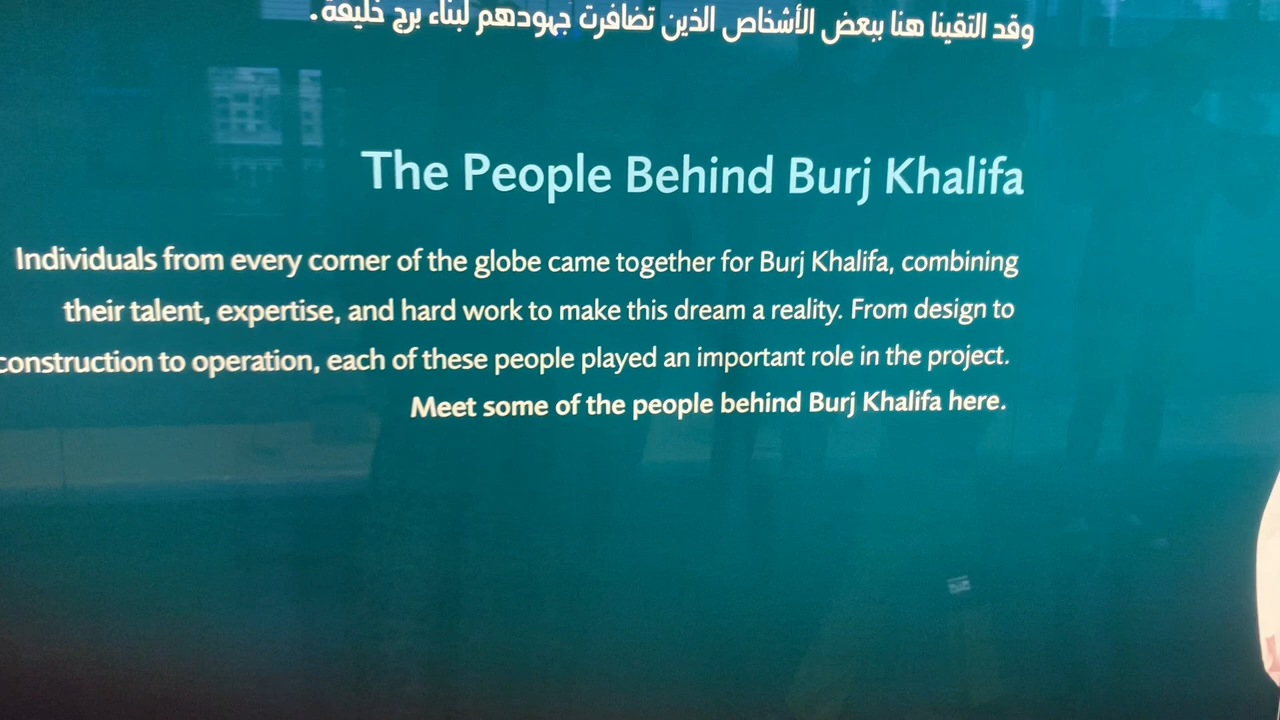 وقد التقينا هنا ببعض الأشخاص الذين تضافرت جهودهم لبناء برج خليفة.
The People Behind Burj Khalifa
Individuals from every corner of the globe came together for Burj Khalifa, combining
their talent, expertise, and hard work to make this dream a reality. From design to
construction to operation, each of these people played an important role in the project.
Meet some of the people behind Burj Khalifa here.